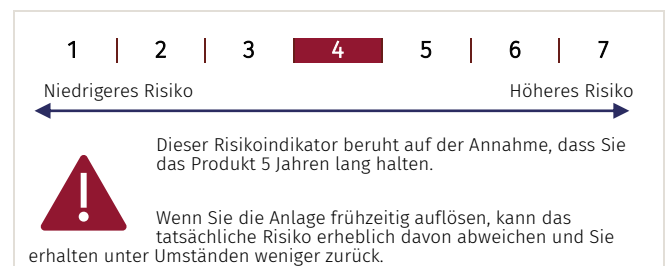 1 | 2 | 3 | 4 | 5 | 6 | 7
Niedrigeres Risiko Höheres Risiko
Dieser Risikoindikator beruht auf der Annahme, dass Sie
das Produkt 5 Jahren lang halten.
Wenn Sie die Anlage frühzeitig auflösen, kann das
tatsächliche Risiko erheblich davon abweichen und Sie
erhalten unter Umständen weniger zurück.